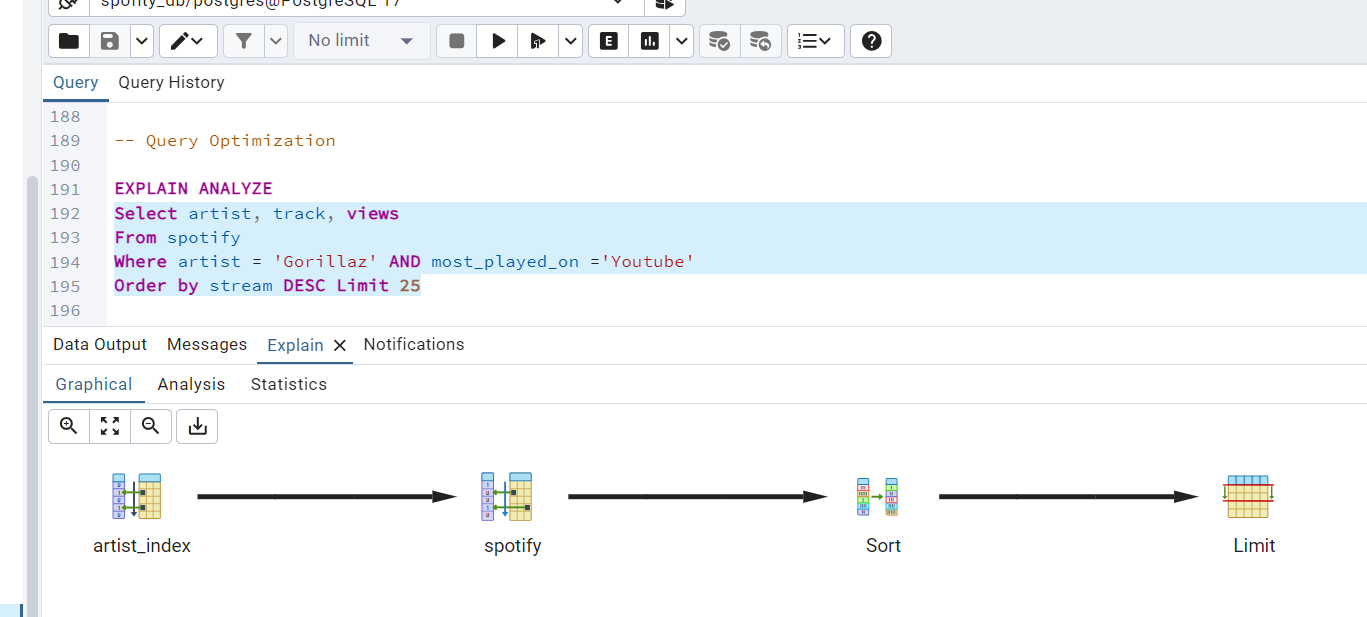 spotify_db/postgres@PostgreSQL 17
No limit
E
Query Query History
188
189 -- Query Optimization
190
191 EXPLAIN ANALYZE
192 Select artist, track, views
193 From spotify
194 Where artist = 'Gorillaz' AND most_played_on ='Youtube'
195 Order by stream DESC Limit 25
196
Data Output Messages Explain Notifications
Graphical Analysis Statistics
artist_index spotify Sort Limit